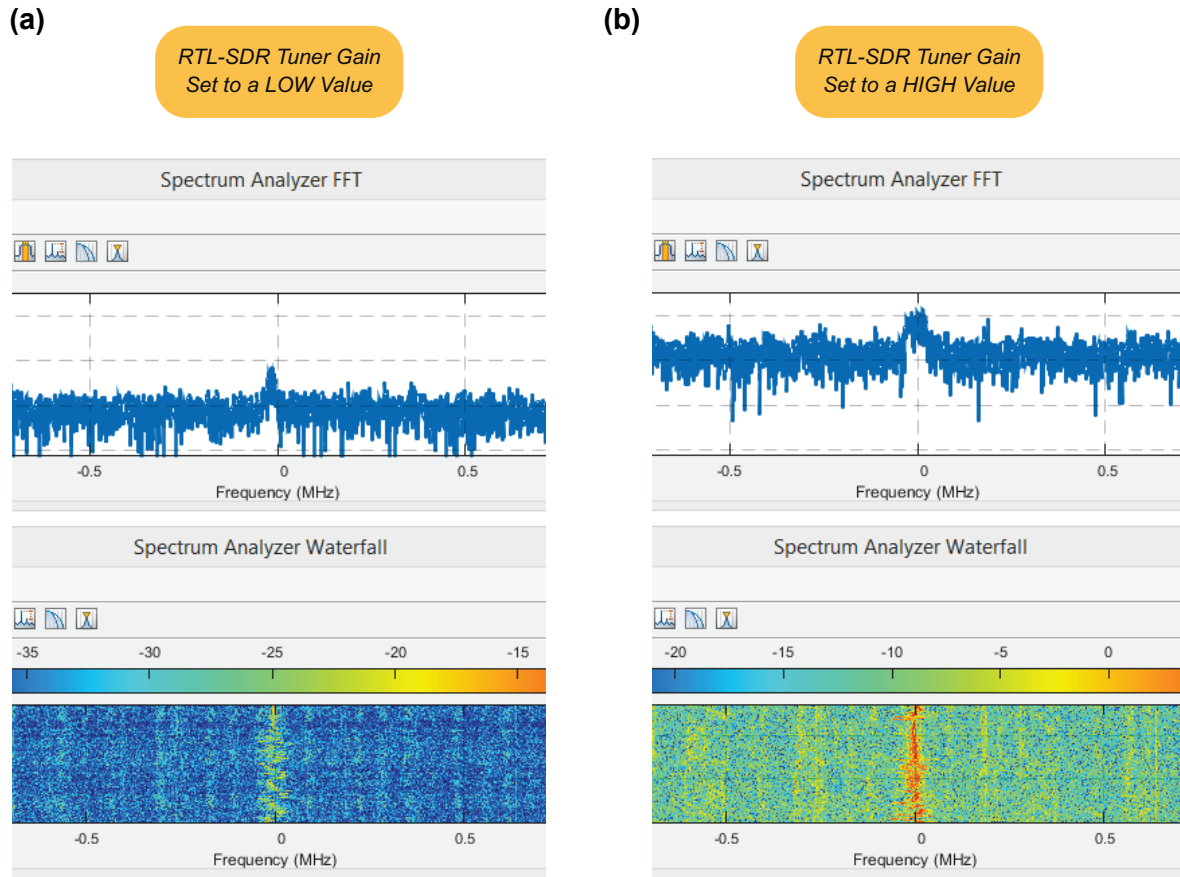 (a)
RTL-SDR Tuner Gain
Set to a LOW Value
Spectrum Analyzer FFT
-0.5 0 0.5
Frequency (MHz)
Spectrum Analyzer Waterfall
-35 -30 -25 -20 -15
-0.5 0 0.5
Frequency (MHz)
(b)
RTL-SDR Tuner Gain
Set to a HIGH Value
Spectrum Analyzer FFT
-0.5 0 0.5
Frequency (MHz)
Spectrum Analyzer Waterfall
-20 -15 -10 -5 0
-0.5 0 0.5
Frequency (MHz)